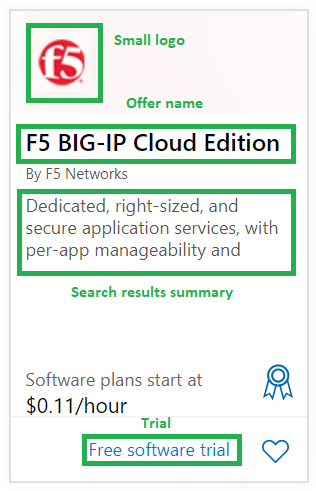 f5
Small logo
Offer name
F5 BIG-IP Cloud Edition
By F5 Networks
Dedicated, right-sized, and
secure application services, with
per-app manageability and
Search results summary
Software plans start at
$0.11/hour
Trial
Free software trial